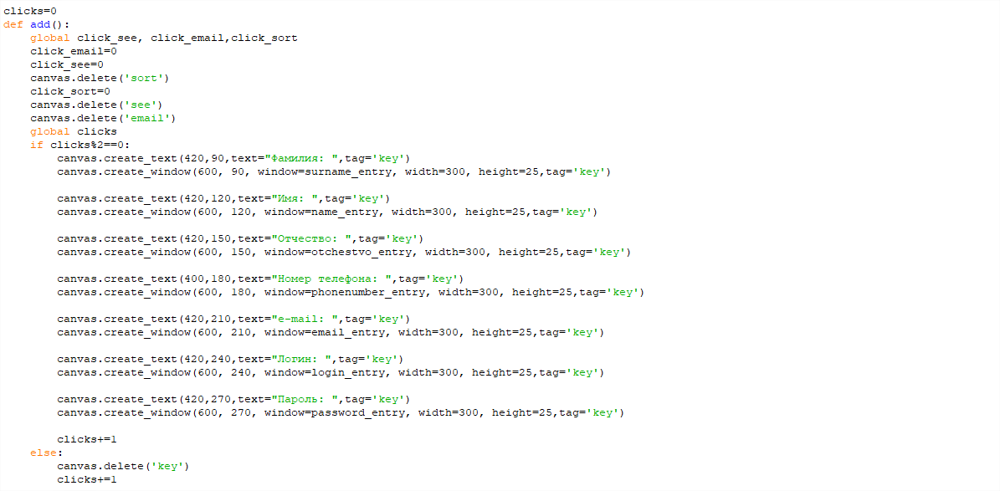 clicks=0
def add():
    global click_see, click_email,click_sort
    click_email=0
    click_see=0
    canvas.delete('sort')
    click_sort=0
    canvas.delete('see')
    canvas.delete('email')
    global clicks
    if clicks%2==0:
        canvas.create_text(420,90,text="Фамилия: ",tag='key')
        canvas.create_window(600, 90, window=surname_entry, width=300, height=25,tag='key')

        canvas.create_text(420,120,text="Имя: ",tag='key')
        canvas.create_window(600, 120, window=name_entry, width=300, height=25,tag='key')

        canvas.create_text(420,150,text="Отчество: ",tag='key')
        canvas.create_window(600, 150, window=otchestvo_entry, width=300, height=25,tag='key')

        canvas.create_text(400,180,text="Номер телефона: ",tag='key')
        canvas.create_window(600, 180, window=phonenumber_entry, width=300, height=25,tag='key')

        canvas.create_text(420,210,text="e-mail: ",tag='key')
        canvas.create_window(600, 210, window=email_entry, width=300, height=25,tag='key')

        canvas.create_text(420,240,text="Логин: ",tag='key')
        canvas.create_window(600, 240, window=login_entry, width=300, height=25,tag='key')

        canvas.create_text(420,270,text="Пароль: ",tag='key')
        canvas.create_window(600, 270, window=password_entry, width=300, height=25,tag='key')

        clicks+=1
    else:
        canvas.delete('key')
        clicks+=1